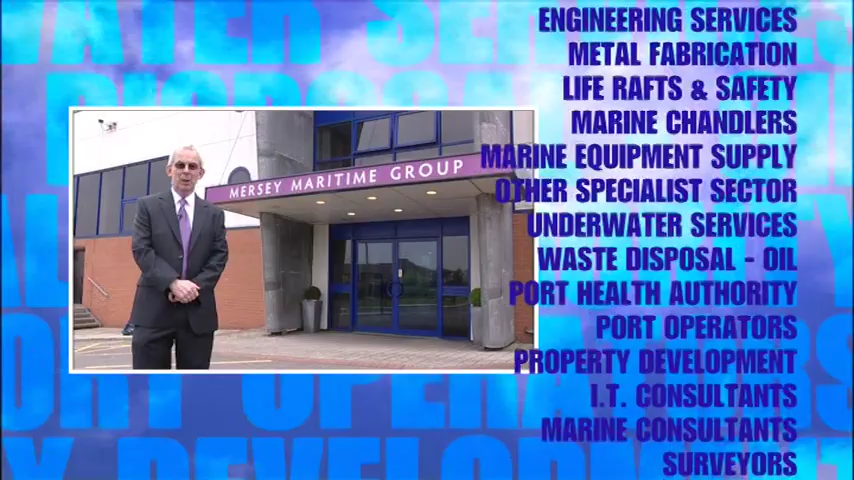 ENGINEERING SERVICES
METAL FABRICATION
LIFE RAFTS & SAFETY
MARINE CHANDLERS
MARINE EQUIPMENT SUPPLY
OTHER SPECIALIST SECTOR
UNDERWATER SERVICES
WASTE DISPOSAL - OIL
PORT HEALTH AUTHORITY
PORT OPERATORS
PROPERTY DEVELOPMENT
I.T. CONSULTANTS
MARINE CONSULTANTS
SURVEYORS
MERSEY MARITIME GROUP